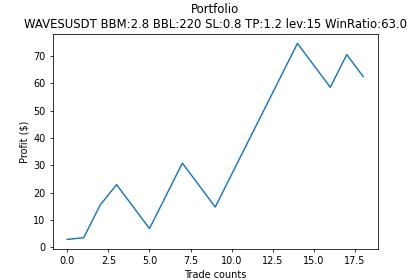 Portfolio
WAVESUSDT BBM:2.8 BBL:220 SL:0.8 TP:1.2 lev:15 WinRatio:63.0
70
60
50
40
30
20
10
0
Profit ($)
0.0 2.5 5.0 7.5 10.0 12.5 15.0 17.5
Trade counts